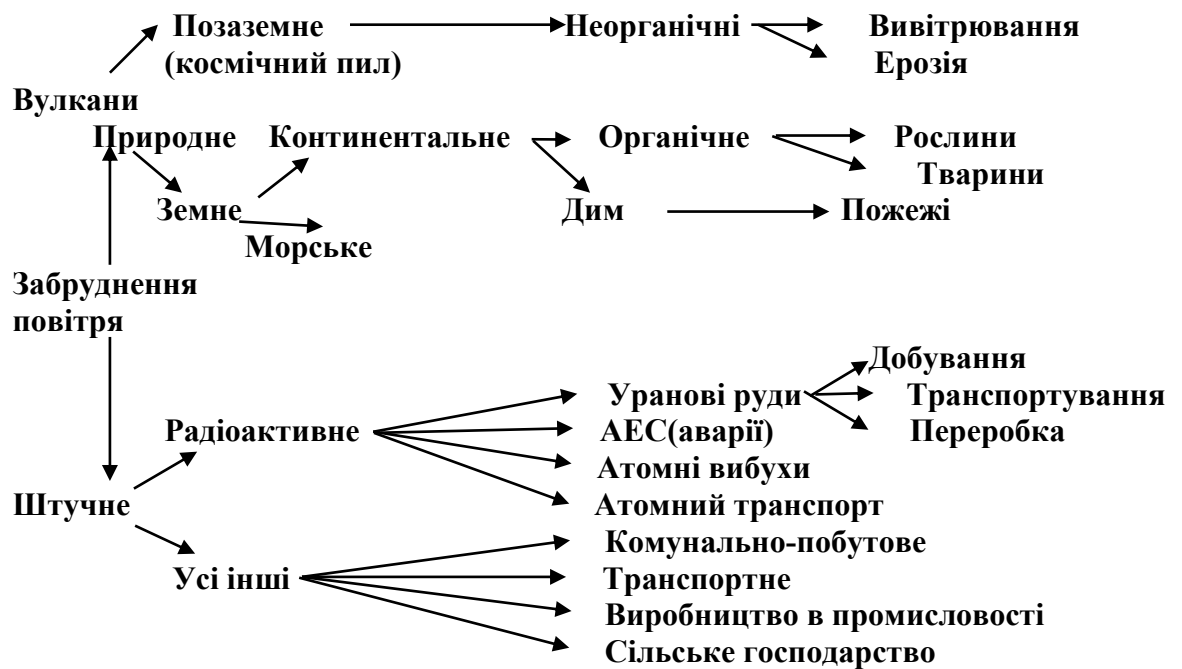 Позаземне Неорганічні Вивітрювання
(космічний пил) Ерозія
Вулкани
Природне Континентальне Органічне Рослини
Тварини
Земне Дим Пожежі
Морське
Забруднення
повітря
Добування
Уранові руди Транспортування
Радіоактивне АЕС(аварії) Переробка
Атомні вибухи
Штучне Атомний транспорт
Комунально-побутове
Усі інші Транспортне
Виробництво в промисловості
Сільське господарство